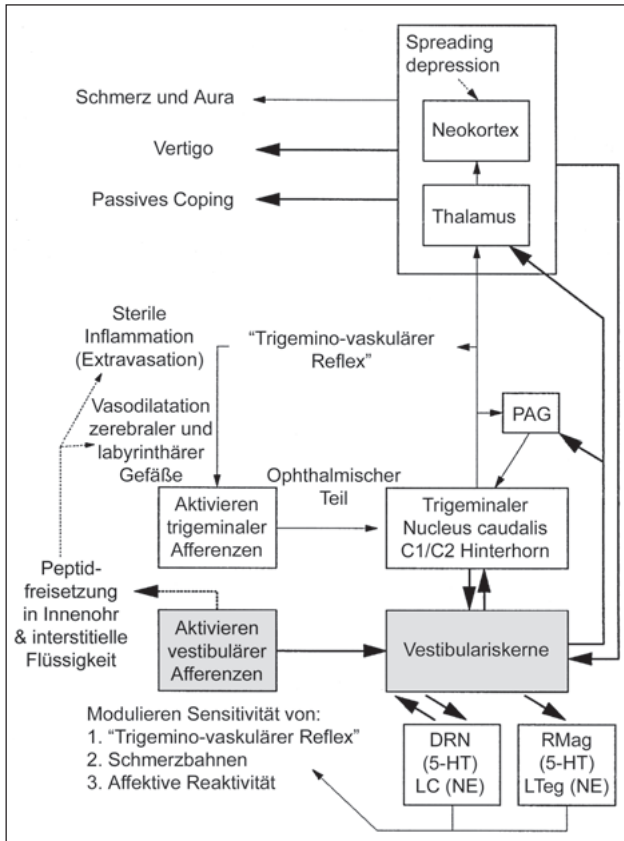 Spreading
depression
Schmerz und Aura
Neokortex
Vertigo
Passives Coping
Thalamus
Sterile
Inflammation
(Extravasation)
“Trigemino-vaskulärer
Reflex”
Vasodilatation
zerebraler und
labyrinthärer
Gefäße
PAG
Ophthalmischer
Teil
Aktivieren
trigeminaler
Afferenzen
Trigeminaler
Nucleus caudalis
C1/C2 Hinterhorn
Peptid-
freisetzung
in Innenohr
& interstitielle
Flüssigkeit
Aktivieren
vestibulärer
Afferenzen
Vestibulariskerne
Modulieren Sensitivität von:
1. “Trigemino-vaskulärer Reflex”
2. Schmerzbahnen
3. Affektive Reaktivität
DRN
(5-HT)
LC (NE)
RMag
(5-HT)
LTeg (NE)